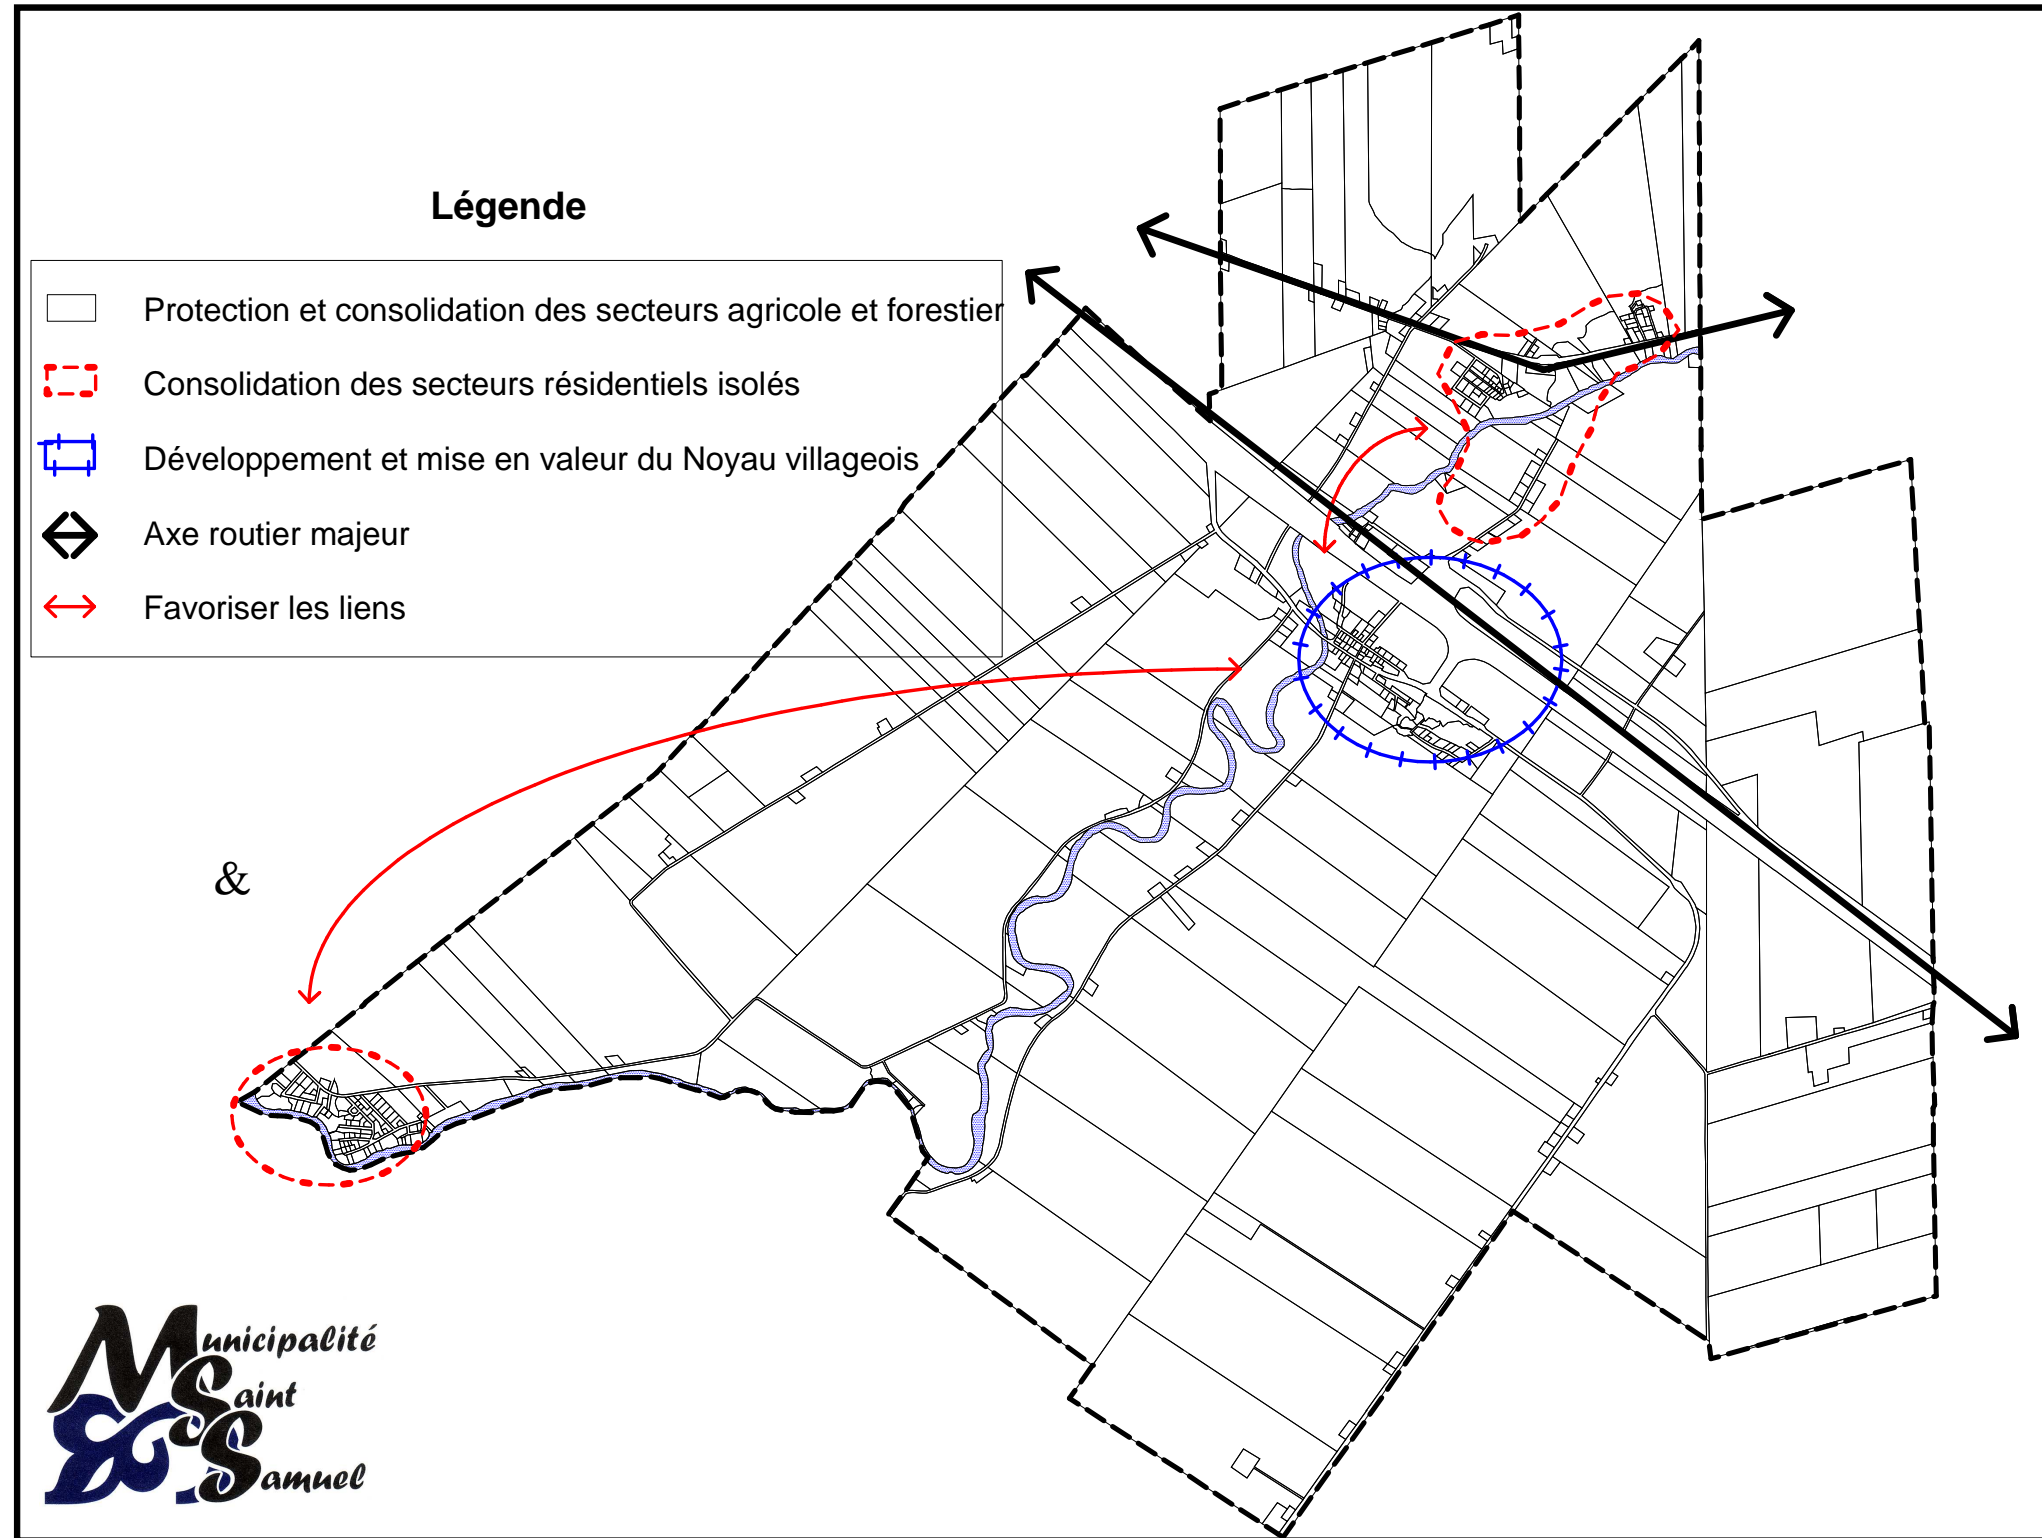 Légende
Protection et consolidation des secteurs agricole et forestier
Consolidation des secteurs résidentiels isolés
Développement et mise en valeur du Noyau villageois
Axe routier majeur
Favoriser les liens
&
Municipalité
Saint
Samuel